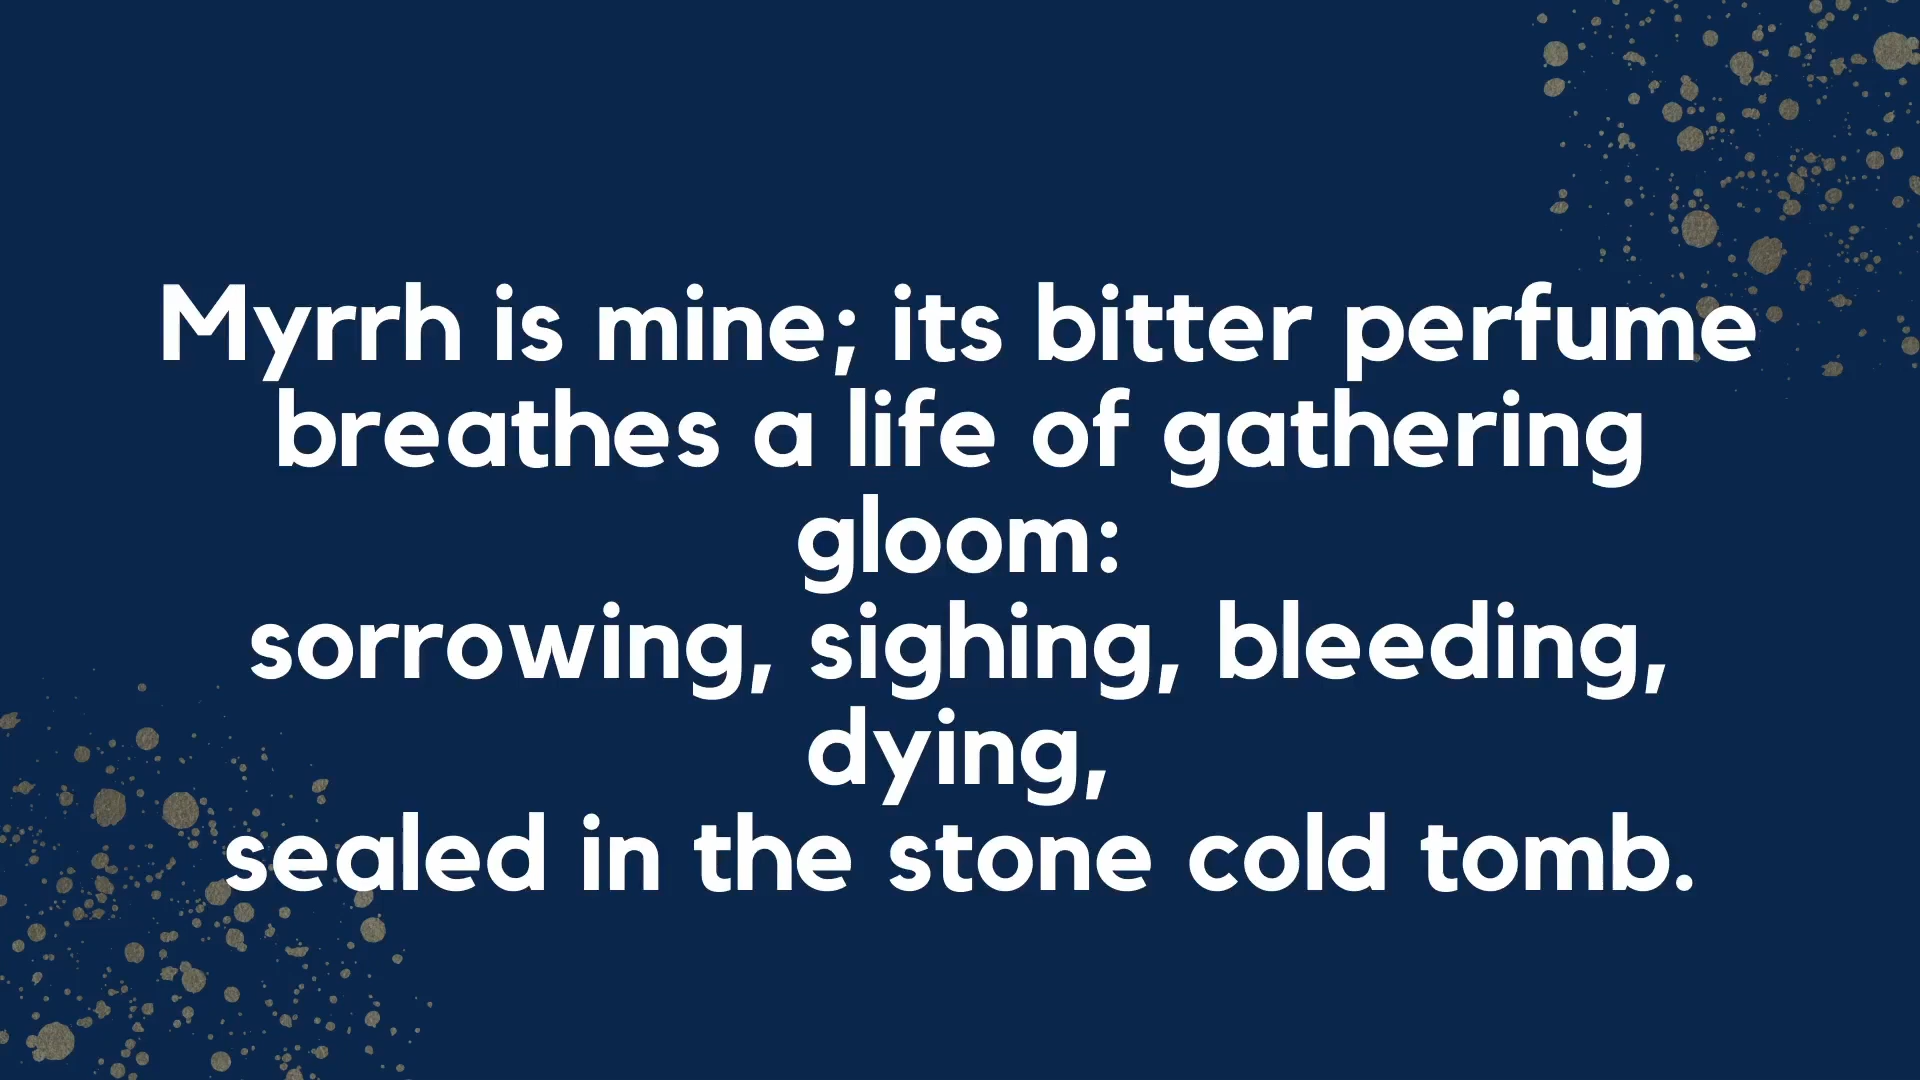 Myrrh is mine; its bitter perfume
breathes a life of gathering
gloom:
sorrowing, sighing, bleeding,
dying,
sealed in the stone cold tomb.